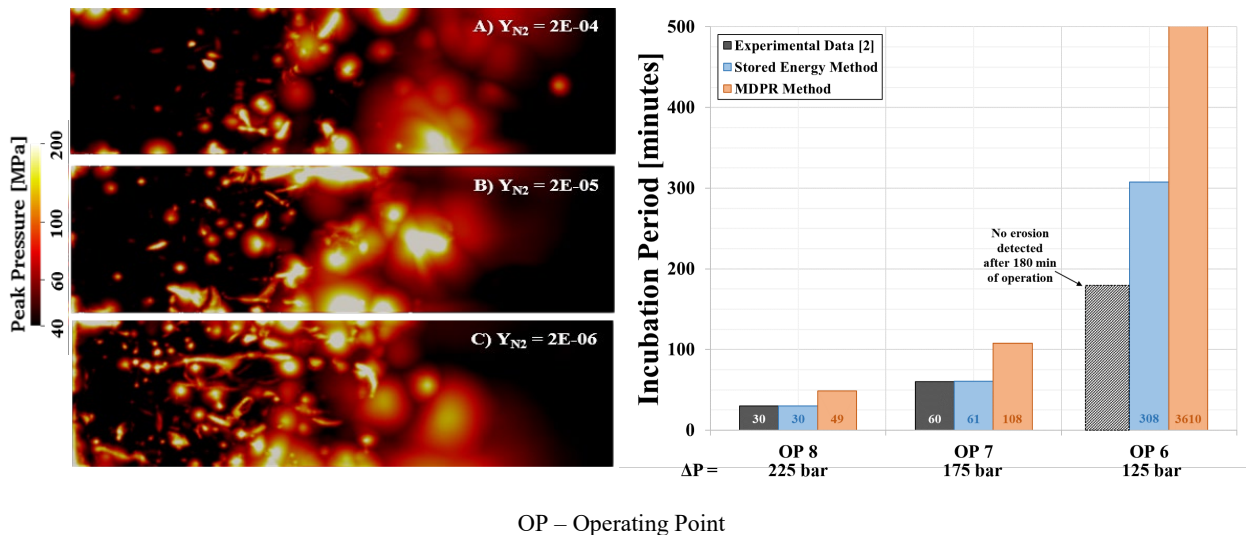 A) YN2 = 2E-04
B) YN2 = 2E-05
C) YN2 = 2E-06
Peak Pressure [MPa]
200
100
60
40
Incubation Period [minutes]
500
400
300
200
100
0
Experimental Data [2]
Stored Energy Method
MDPR Method
No erosion
detected
after 180 min
of operation
30 30 49
60 61 108
308 3610
OP 8 OP 7 OP 6
ΔP = 225 bar 175 bar 125 bar
OP – Operating Point